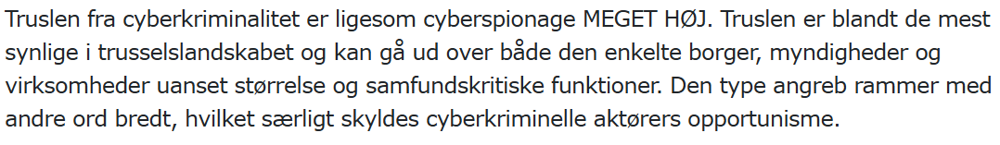 Truslen fra cyberkriminalitet er ligesom cyberspionage MEGET HØJ. Truslen er blandt de mest
synlige i trusselslandskabet og kan gå ud over både den enkelte borger, myndigheder og
virksomheder uanset størrelse og samfundskritiske funktioner. Den type angreb rammer med
andre ord bredt, hvilket særligt skyldes cyberkriminelle aktørers opportunisme.